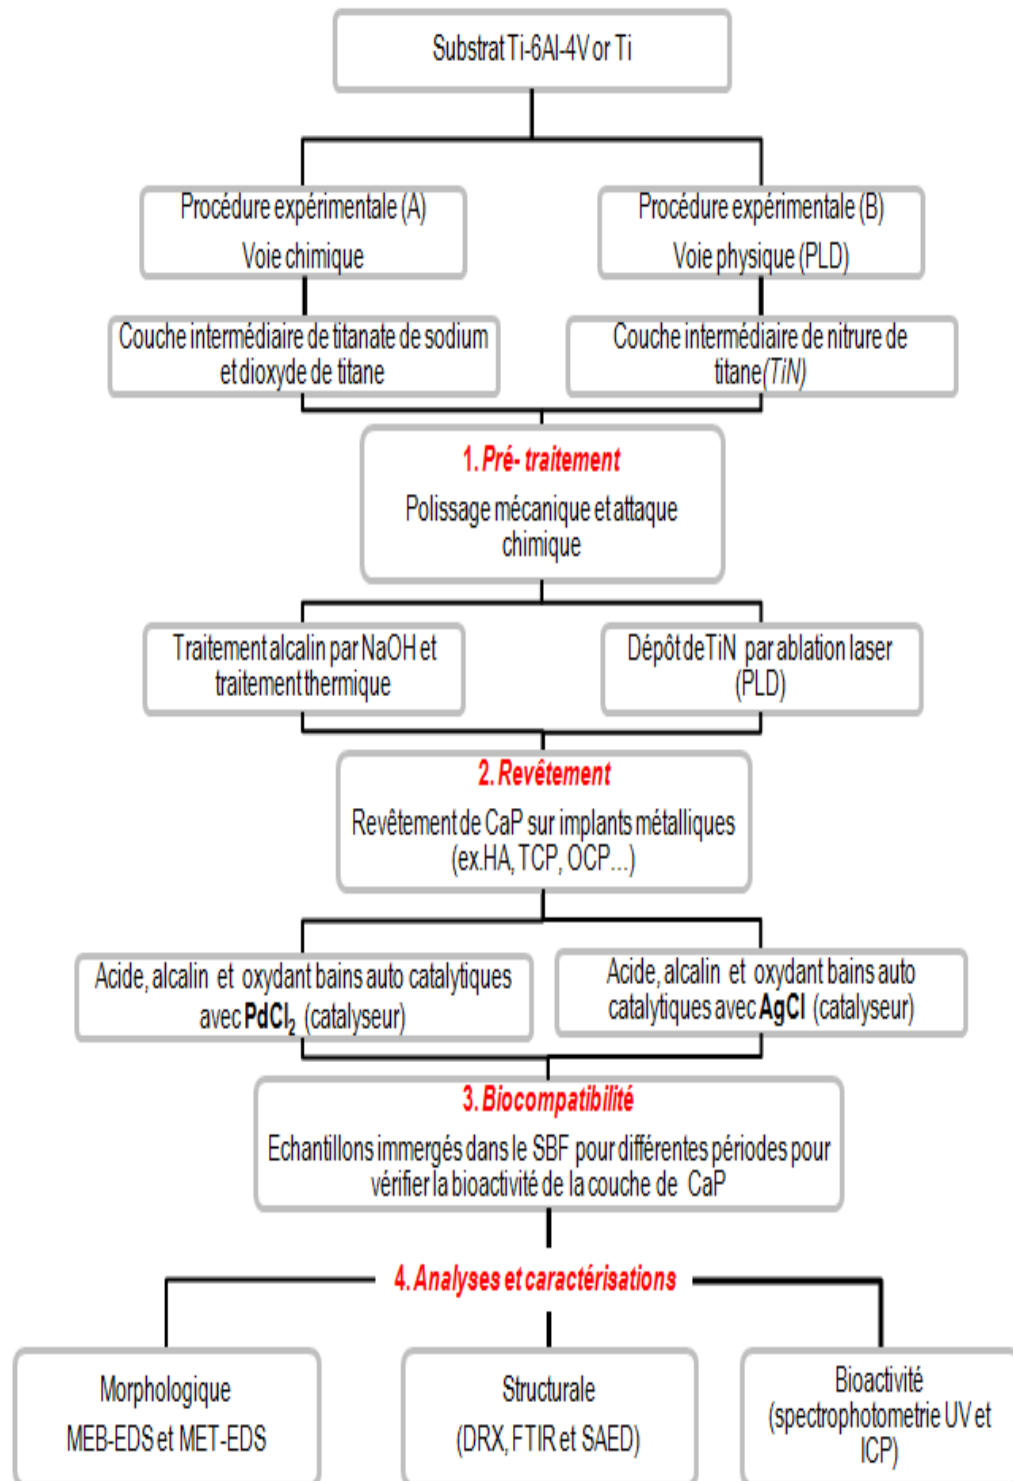 Substrat Ti-6Al-4V or Ti
Procédure expérimentale (A)
Voie chimique
Procédure expérimentale (B)
Voie physique (PLD)
Couche intermédiaire de titanate de sodium
et dioxyde de titane
Couche intermédiaire de nitrure de
titane (TiN)
1. Pré- traitement
Polissage mécanique et attaque
chimique
Traitement alcalin par NaOH et
traitement thermique
Dépôt de TiN par ablation laser
(PLD)
2. Revêtement
Revêtement de CaP sur implants métalliques
(ex.HA, TCP, OCP…)
Acide, alcalin et oxydant bains auto catalytiques
avec PdCl₂ (catalyseur)
Acide, alcalin et oxydant bains auto
catalytiques avec AgCl (catalyseur)
3. Biocompatibilité
Echantillons immergés dans le SBF pour différentes périodes pour
vérifier la bioactivité de la couche de CaP
4. Analyses et caractérisations
Morphologique
MEB-EDS et MET-EDS
Structurale
(DRX, FTIR et SAED)
Bioactivité
(spectrophotometrie UV et
ICP)